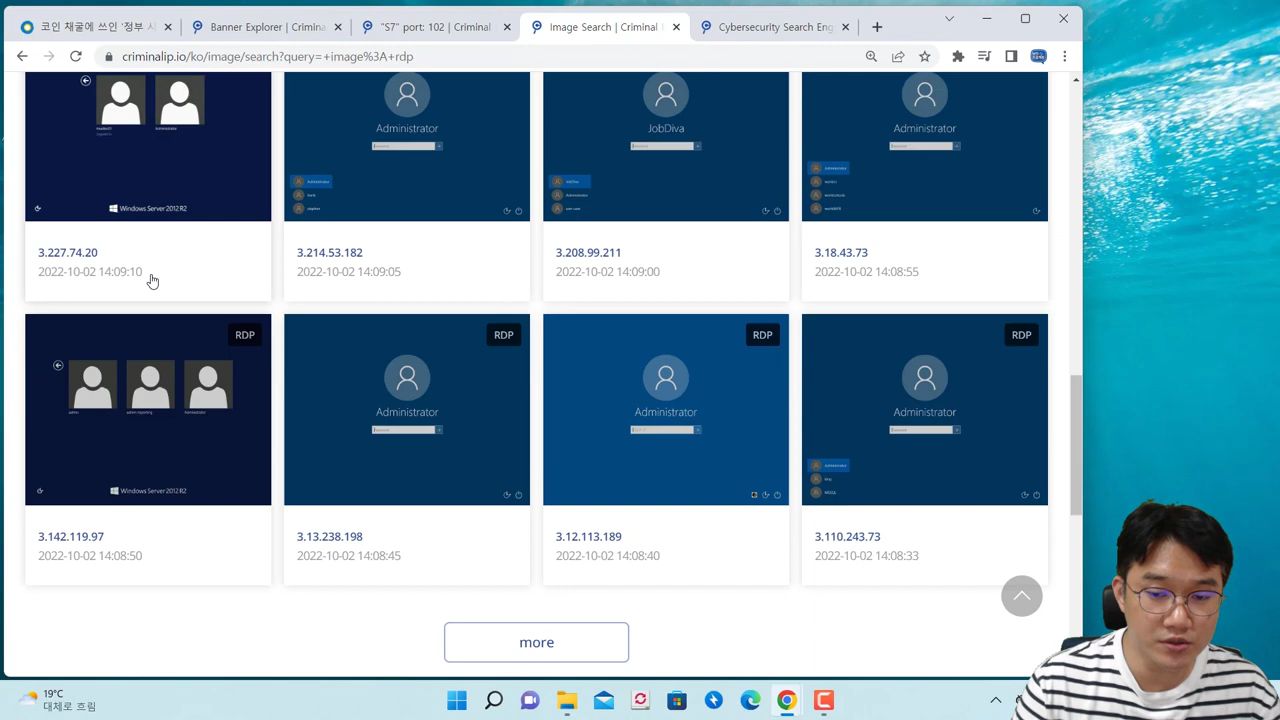 코인 채굴에 쓰인 '정부 시
Banner Explorer | Crimina
"S7" port: 102 | Criminal
Image Search | Criminal
Cybersecurity Search Eng
criminalip.io/ko/image/search?query=+image%3A+rdp
Administrator
JobDiva
Administrator
Administrator
Administrator
Administrator
Windows Server 2012 R2
3.227.74.20
3.214.53.182
3.208.99.211
3.18.43.73
2022-10-02 14:09:10
2022-10-02 14:09:05
2022-10-02 14:09:00
2022-10-02 14:08:55
RDP
RDP
RDP
RDP
Administrator
Administrator
Administrator
Administrator
Windows Server 2012 R2
3.142.119.97
3.13.238.198
3.12.113.189
3.110.243.73
2022-10-02 14:08:50
2022-10-02 14:08:45
2022-10-02 14:08:40
2022-10-02 14:08:33
more
19°C
대체로 흐림